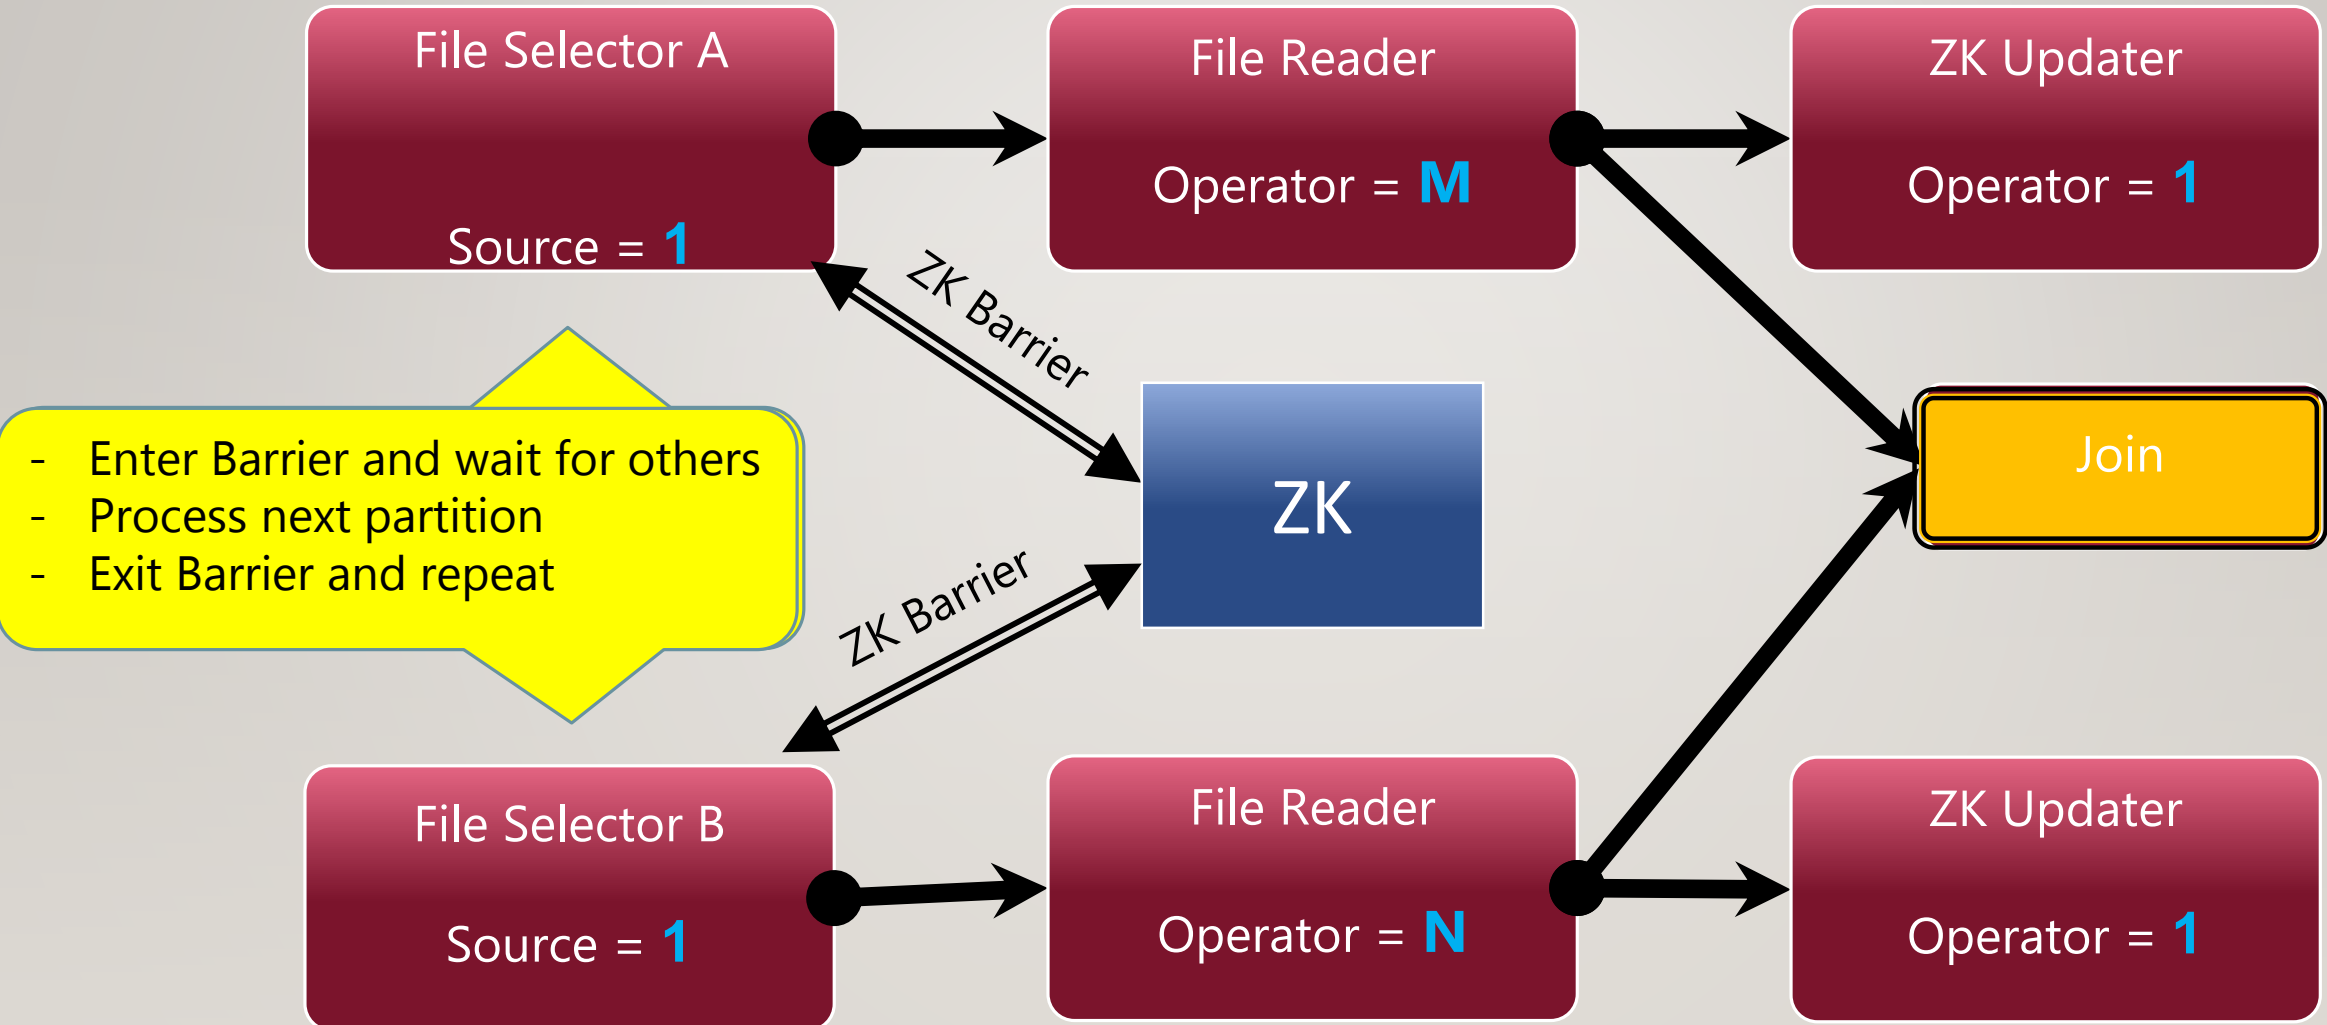 File Selector A
Source = 1
File Reader
Operator = M
ZK Updater
Operator = 1
ZK Barrier
- Enter Barrier and wait for others
- Process next partition
- Exit Barrier and repeat
ZK
Join
ZK Barrier
File Selector B
Source = 1
File Reader
Operator = N
ZK Updater
Operator = 1